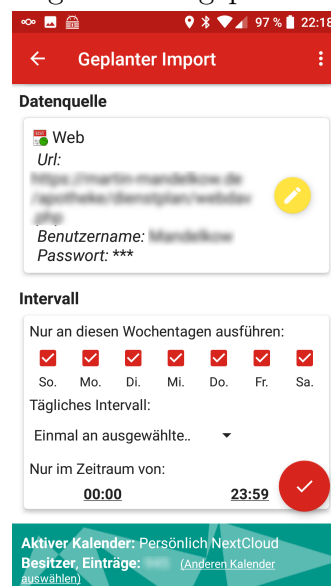 97 % 22:18
Geplanter Import
Datenquelle
Web
Url:
Benutzername:
Passwort: ***
Intervall
Nur an diesen Wochentagen ausführen:
So. Mo. Di. Mi. Do. Fr. Sa.
Tägliches Intervall:
Einmal an ausgewählte..
Nur im Zeitraum von:
00:00 23:59
Aktiver Kalender: Persönlich NextCloud
Besitzer, Einträge: (Anderen Kalender
auswählen)